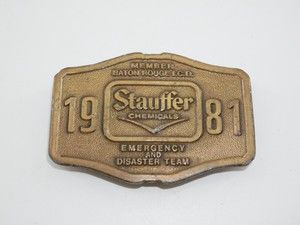 MEMBER
BATON ROUGE I.C.D.
19 Stauffer 81
CHEMICALS
EMERGENCY
AND
DISASTER TEAM